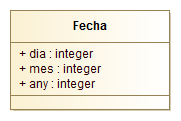 Fecha
+ dia : integer
+ mes : integer
+ any : integer